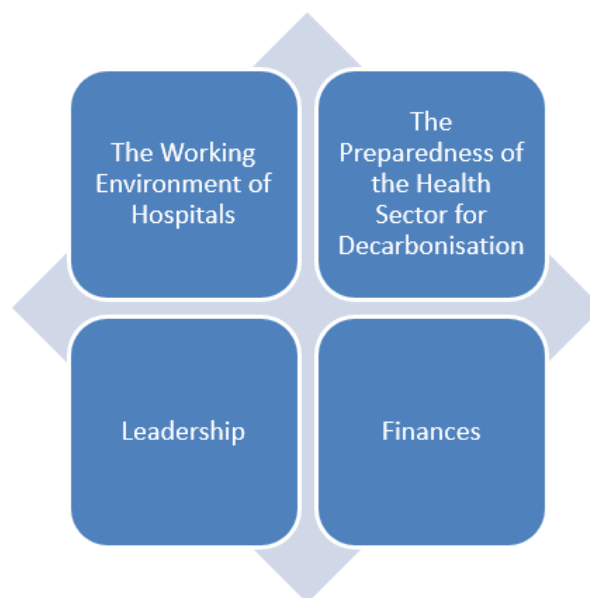 The Working
Environment of
Hospitals
The
Preparedness of
the Health
Sector for
Decarbonisation
Leadership
Finances